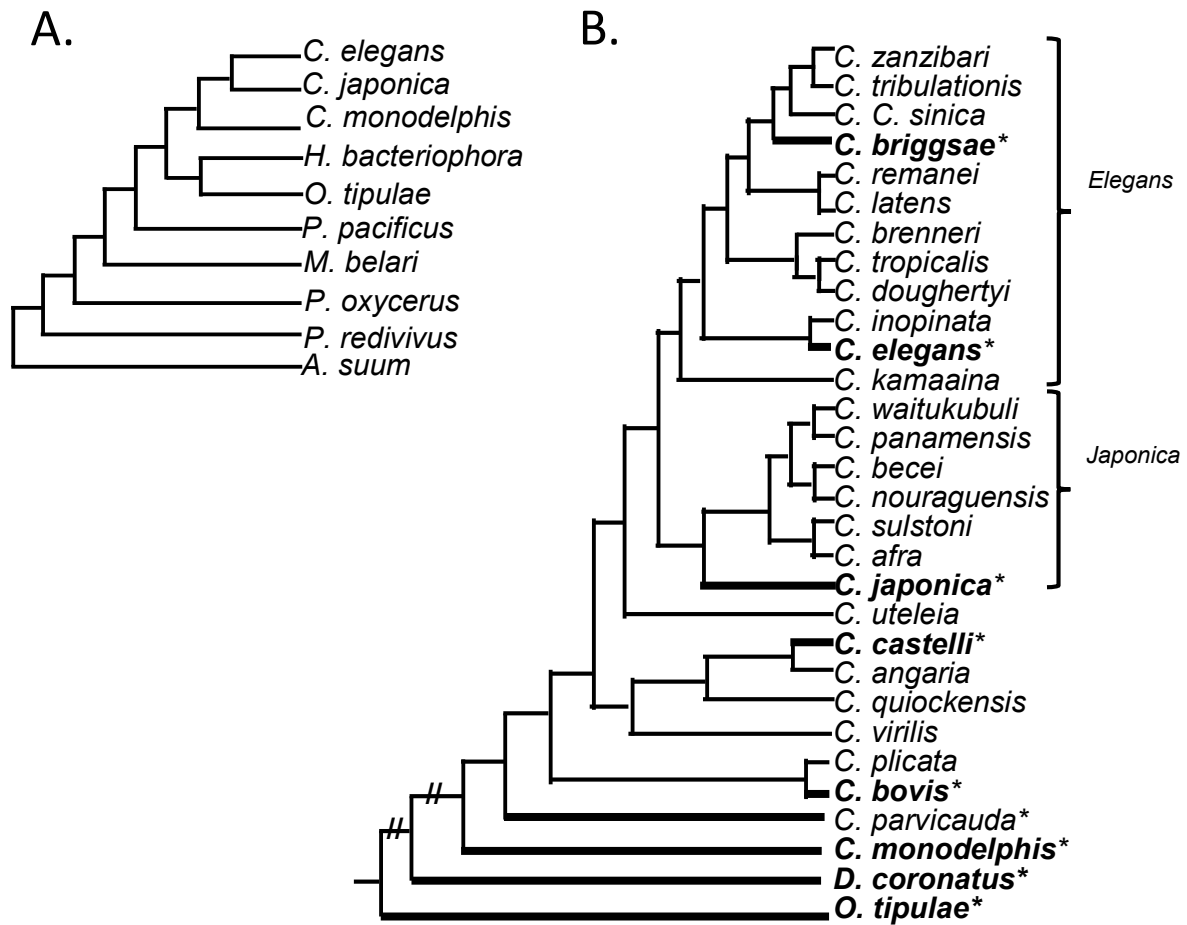 A.
C. elegans
C. japonica
C. monodelphis
H. bacteriophora
O. tipulae
P. pacificus
M. belari
P. oxycerus
P. redivivus
A. suum
B.
C. zanzibari
C. tribulationis
C. C. sinica
C. briggsae*
C. remanei
C. latens
C. brenneri
C. tropicalis
C. doughertyi
C. inopinata
C. elegans*
C. kamaaina
Elegans
C. waitukubuli
C. panamensis
C. becei
C. nouraguensis
C. sulstoni
C. afra
C. japonica*
Japonica
C. uteleia
C. castelli*
C. angaria
C. quiockensis
C. virilis
C. plicata
C. bovis*
C. parvicauda*
C. monodelphis*
D. coronatus*
O. tipulae*